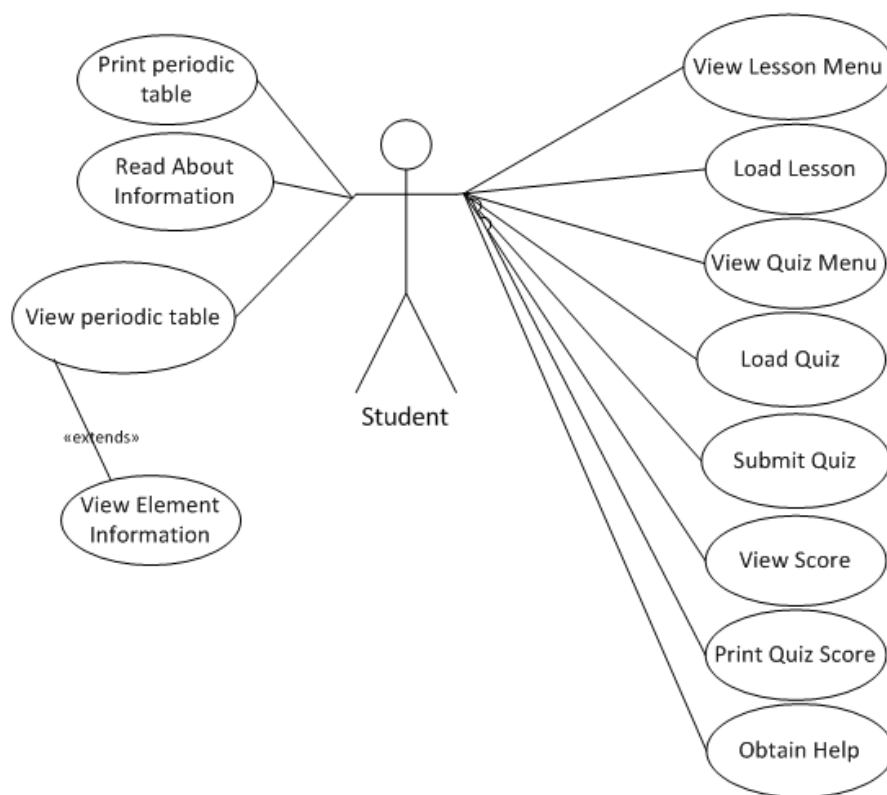 Print periodic
table
Read About
Information
View periodic table
«extends»
View Element
Information
Student
View Lesson Menu
Load Lesson
View Quiz Menu
Load Quiz
Submit Quiz
View Score
Print Quiz Score
Obtain Help